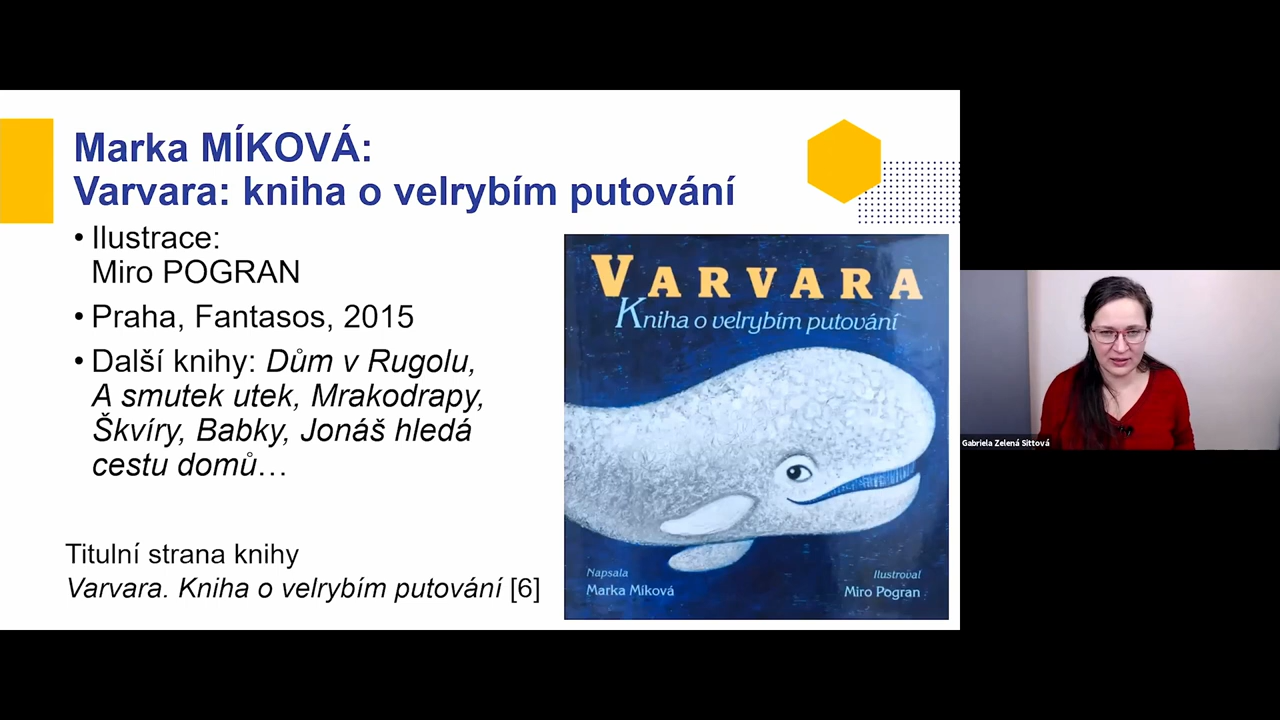 Marka MÍKOVÁ:
Varvara: kniha o velrybím putování
• Ilustrace:
Miro POGRAN
• Praha, Fantasos, 2015
• Další knihy: Dům v Rugolu,
A smutek utek, Mrakodrapy,
Škvíry, Babky, Jonáš hledá
cestu domů…
Titulní strana knihy
Varvara. Kniha o velrybím putování [6]
VARVARA
Kniha o velrybím putování
Napsala
Marka Míková
Ilustroval
Miro Pogran
Gabriela Zelená Sittová